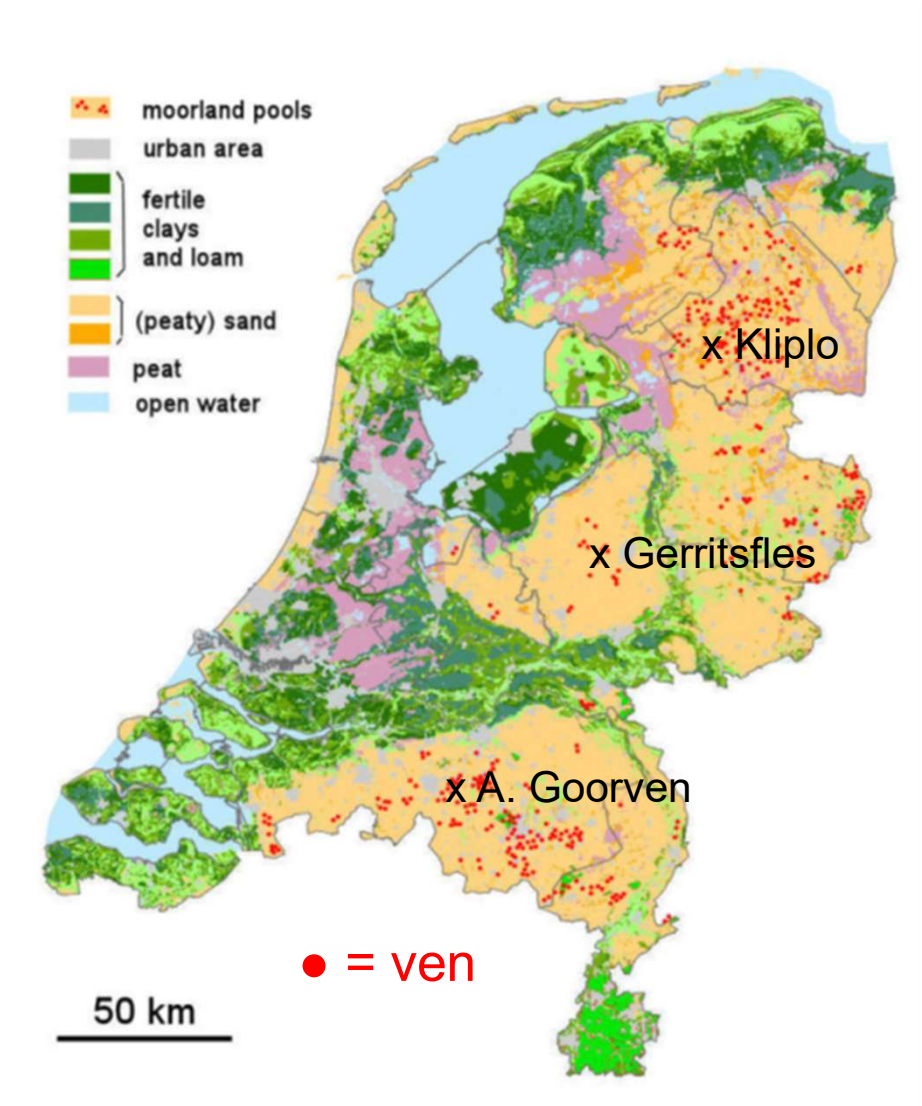 moorland pools
urban area
fertile
clays
and loam
(peaty) sand
peat
open water
x Kliplo
x Gerritsfles
x A. Goorven
= ven
50 km